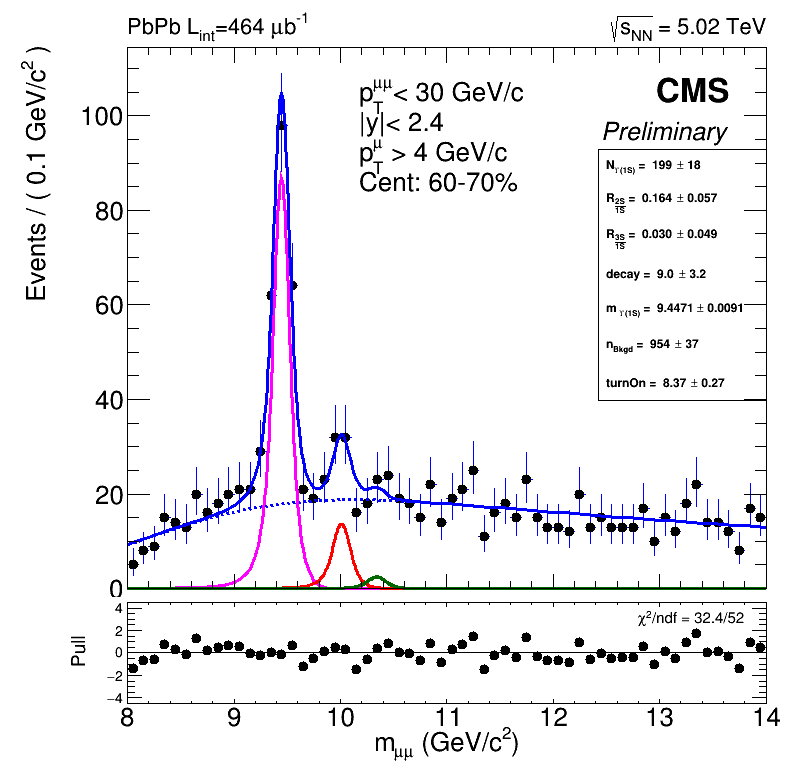 PbPb L_int=464 μb⁻¹
√s_NN = 5.02 TeV
Events / ( 0.1 GeV/c²)
100
80
60
40
20
0
p_T^μμ < 30 GeV/c
|y|< 2.4
p_T^μ > 4 GeV/c
Cent: 60-70%
CMS
Preliminary
N_ϒ(1S) = 199 ± 18
R_2S/1S = 0.164 ± 0.057
R_3S/1S = 0.030 ± 0.049
decay = 9.0 ± 3.2
m_ϒ(1S) = 9.4471 ± 0.0091
n_Bkgd = 954 ± 37
turnOn = 8.37 ± 0.27
Pull
4
2
0
−2
−4
χ²/ndf = 32.4/52
8 9 10 11 12 13 14
m_μμ (GeV/c²)